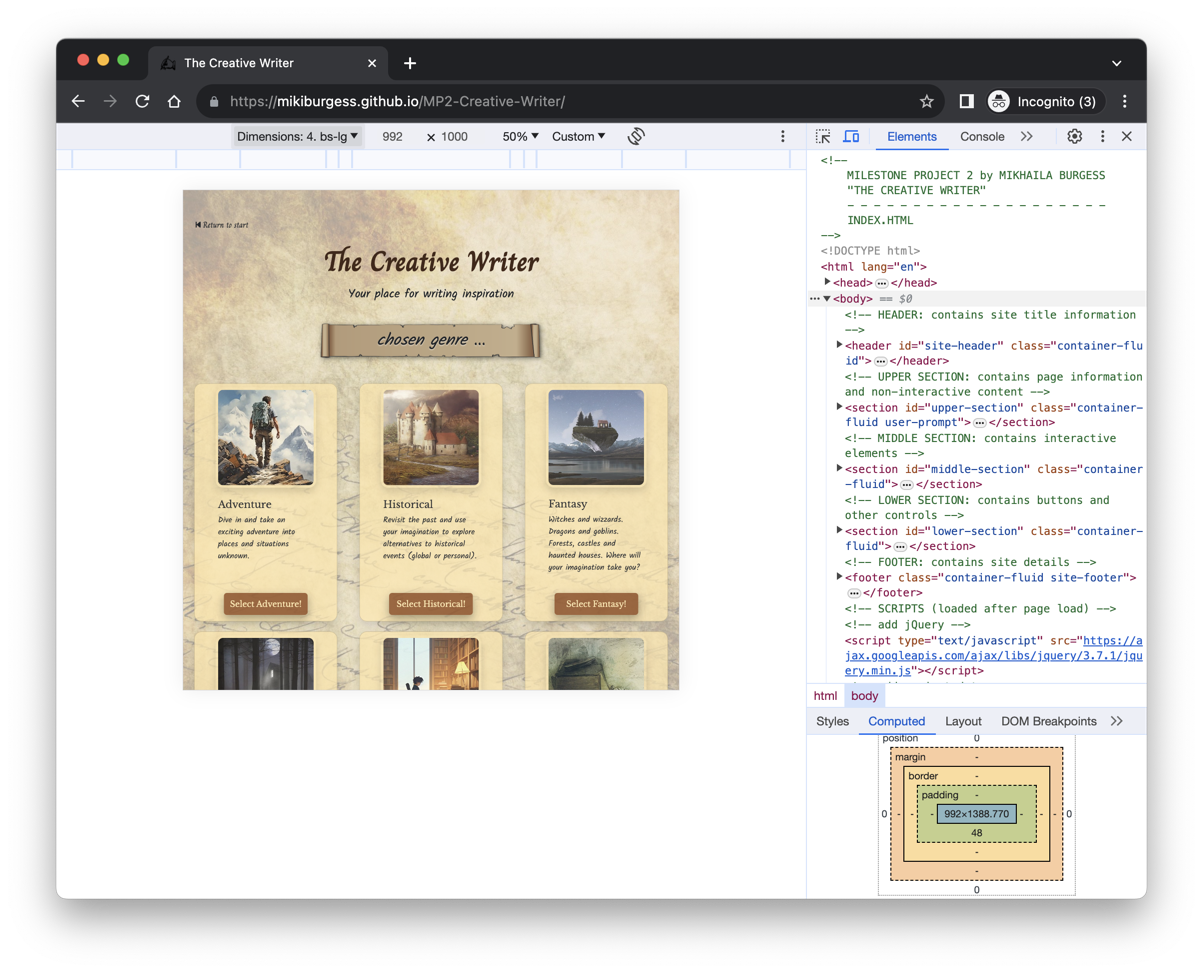 The Creative Writer
https://mikiburgess.github.io/MP2-Creative-Writer/
Incognito (3)
Dimensions: 4. bs-lg ▼ 992 × 1000 50% ▼ Custom ▼
Return to start
The Creative Writer
Your place for writing inspiration
chosen genre ...
Adventure
Dive in and take an
exciting adventure into
places and situations
unknown.
Select Adventure!
Historical
Revisit the past and use
your imagination to explore
alternatives to historical
events (global or personal).
Select Historical!
Fantasy
Witches and wizzards.
Dragons and goblins.
Forests, castles and
haunted houses. Where will
your imagination take you?
Select Fantasy!
Elements Console
<!--
MILESTONE PROJECT 2 by MIKHAILA BURGESS
"THE CREATIVE WRITER"
- - - - - - - - - - - - - - - - - - - -
INDEX.HTML
-->
<!DOCTYPE html>
<html lang="en">
<head> ••• </head>
••• <body> == $0
<!-- HEADER: contains site title information
-->
<header id="site-header" class="container-flu
id"> ••• </header>
<!-- UPPER SECTION: contains page information
and non-interactive content -->
<section id="upper-section" class="container-
fluid user-prompt"> ••• </section>
<!-- MIDDLE SECTION: contains interactive
elements -->
<section id="middle-section" class="container
-fluid"> ••• </section>
<!-- LOWER SECTION: contains buttons and
other controls -->
<section id="lower-section" class="container-
fluid"> ••• </section>
<!-- FOOTER: contains site details -->
<footer class="container-fluid site-footer">
••• </footer>
<!-- SCRIPTS (loaded after page load) -->
<!-- add jQuery -->
<script type="text/javascript" src="https://a
jax.googleapis.com/ajax/libs/jquery/3.7.1/jqu
ery.min.js"></script>
html body
Styles Computed Layout DOM Breakpoints
position 0
margin -
border -
padding -
0 - - - 992×1388.770 - - - 0
48
-
-
0